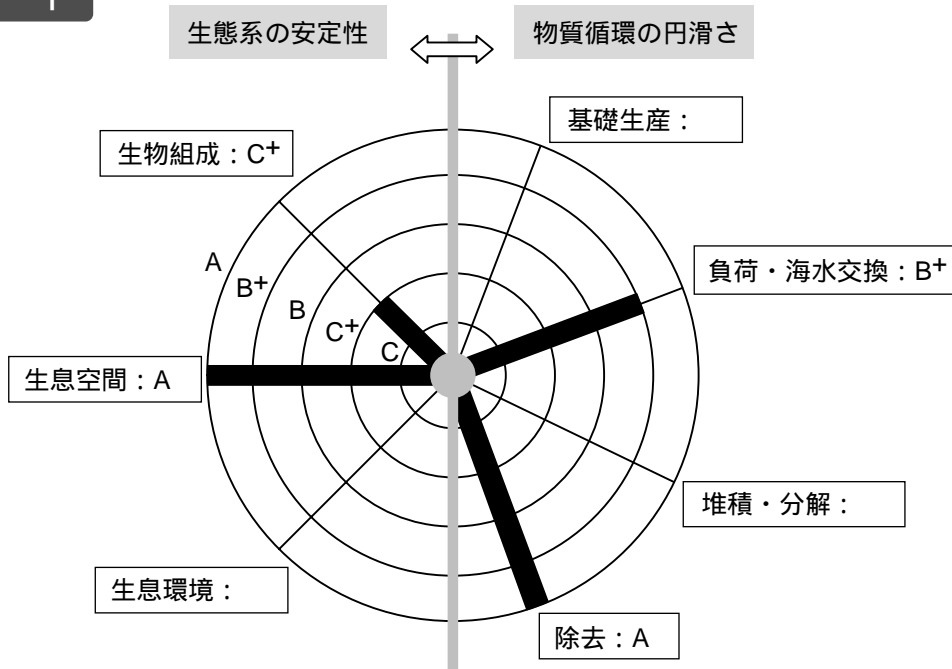 生態系の安定性
物質循環の円滑さ
基礎生産：
生物組成：C+
負荷・海水交換：B+
A
B+
B
C+
C
生息空間：A
堆積・分解：
生息環境：
除去：A